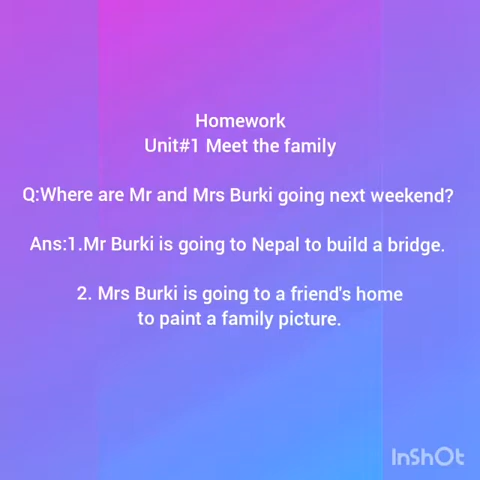 Homework
Unit#1 Meet the family
Q:Where are Mr and Mrs Burki going next weekend?
Ans:1.Mr Burki is going to Nepal to build a bridge.
2. Mrs Burki is going to a friend's home
to paint a family picture.
InShOt